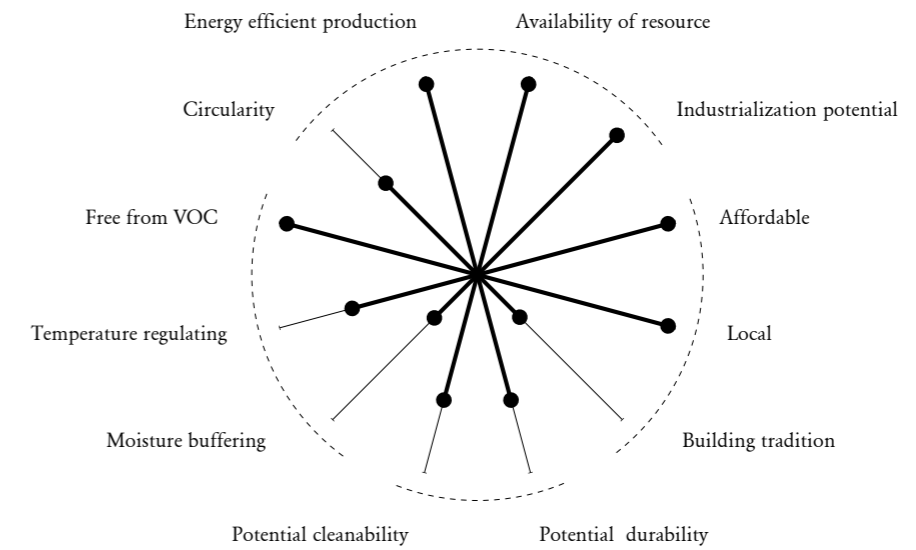 Energy efficient production
Availability of resource
Circularity
Industrialization potential
Free from VOC
Affordable
Temperature regulating
Local
Moisture buffering
Building tradition
Potential cleanability
Potential  durability